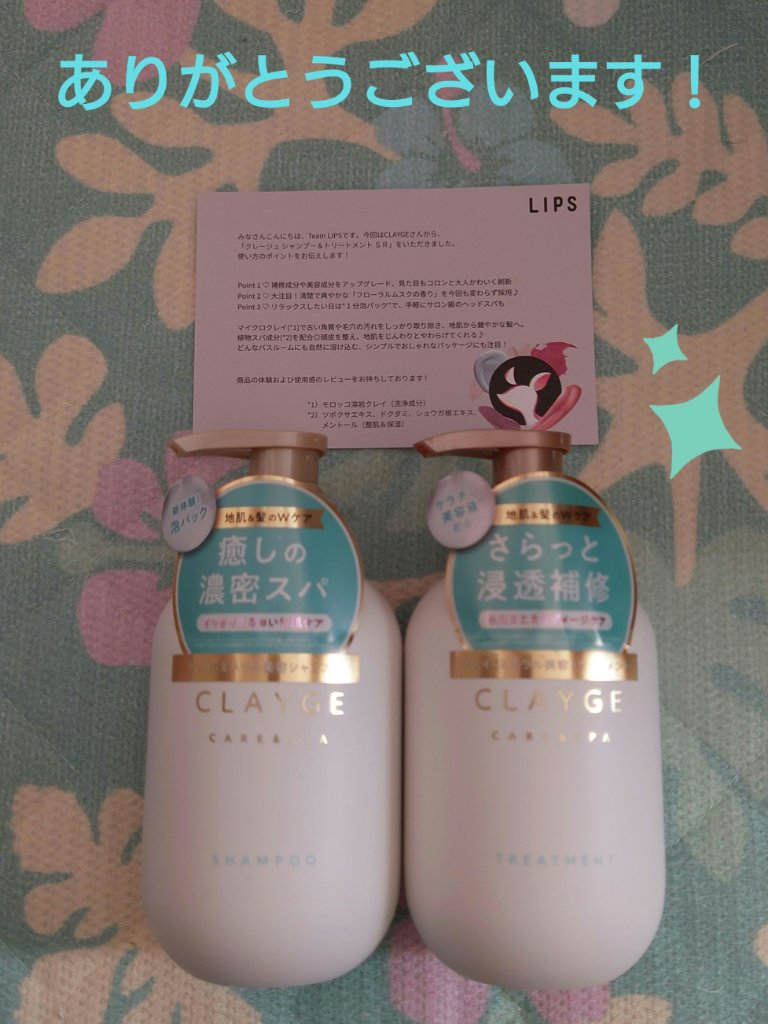 ありがとうございます！
LIPS
みなさんこんにちは、Team LIPSです。今回はCLAYGEさんから、
「クレージュ シャンプー＆トリートメント S R」をいただきました。
使い方のポイントをお伝えします！
Point 1 ♡ 補修成分や美容成分をアップグレード、見た目もコロンと大人かわいく刷新
Point 2 ♡ 大注目！清楚で爽やかな「フローラルムスクの香り」を今回も変わらず採用♪
Point 3 ♡ リラックスしたい日は"１分泡パック"で、手軽にサロン級のヘッドスパも
マイクロクレイ(*1)で古い角質や毛穴の汚れをしっかり取り除き、地肌から健やかな髪へ。
植物スパ成分(*2)を配合◎頭皮を整え、地肌をじんわりとやわらげてくれる♪
どんなバスルームにも自然に溶け込む、シンプルでおしゃれなパッケージにも注目！
商品の体験および使用感のレビューをお待ちしております！
*1）モロッコ溶岩クレイ（洗浄成分）
*2）ツボクサエキス、ドクダミ、ショウガ根エキス、
メントール（整肌＆保湿）
新体験！
泡パック
地肌&髪のWケア
癒しの
濃密スパ
CLAYGE
CARE&SPA
SHAMPOO
ケラチン
美容液
配合
地肌&髪のWケア
さらっと
浸透補修
CLAYGE
CARE&SPA
TREATMENT